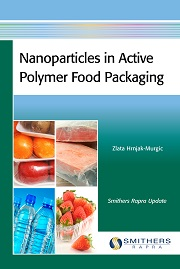 Nanoparticles in Active
Polymer Food Packaging
Zlata Hrnjak-Murgic
Smithers Rapra Update
SMITHERS
RAPRA